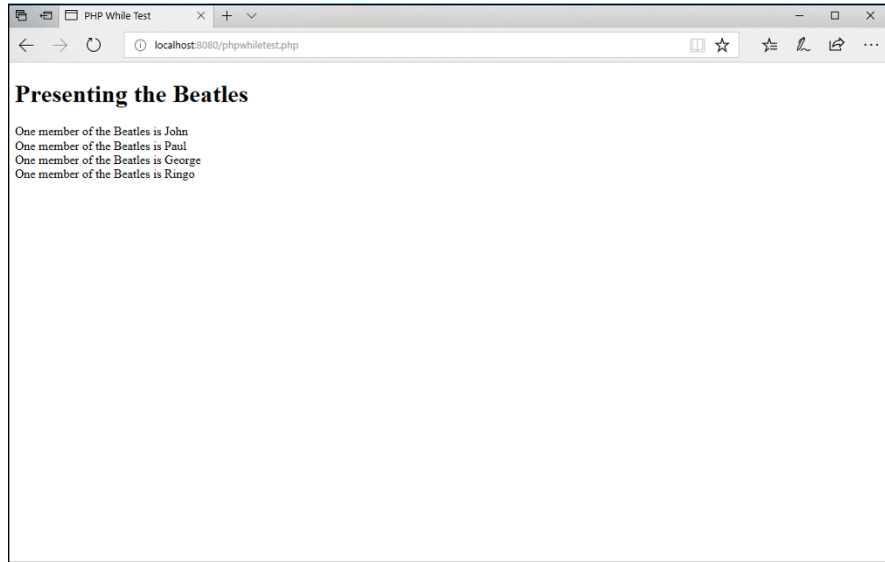 PHP While Test
localhost:8080/phpwhiletest.php
Presenting the Beatles
One member of the Beatles is John
One member of the Beatles is Paul
One member of the Beatles is George
One member of the Beatles is Ringo